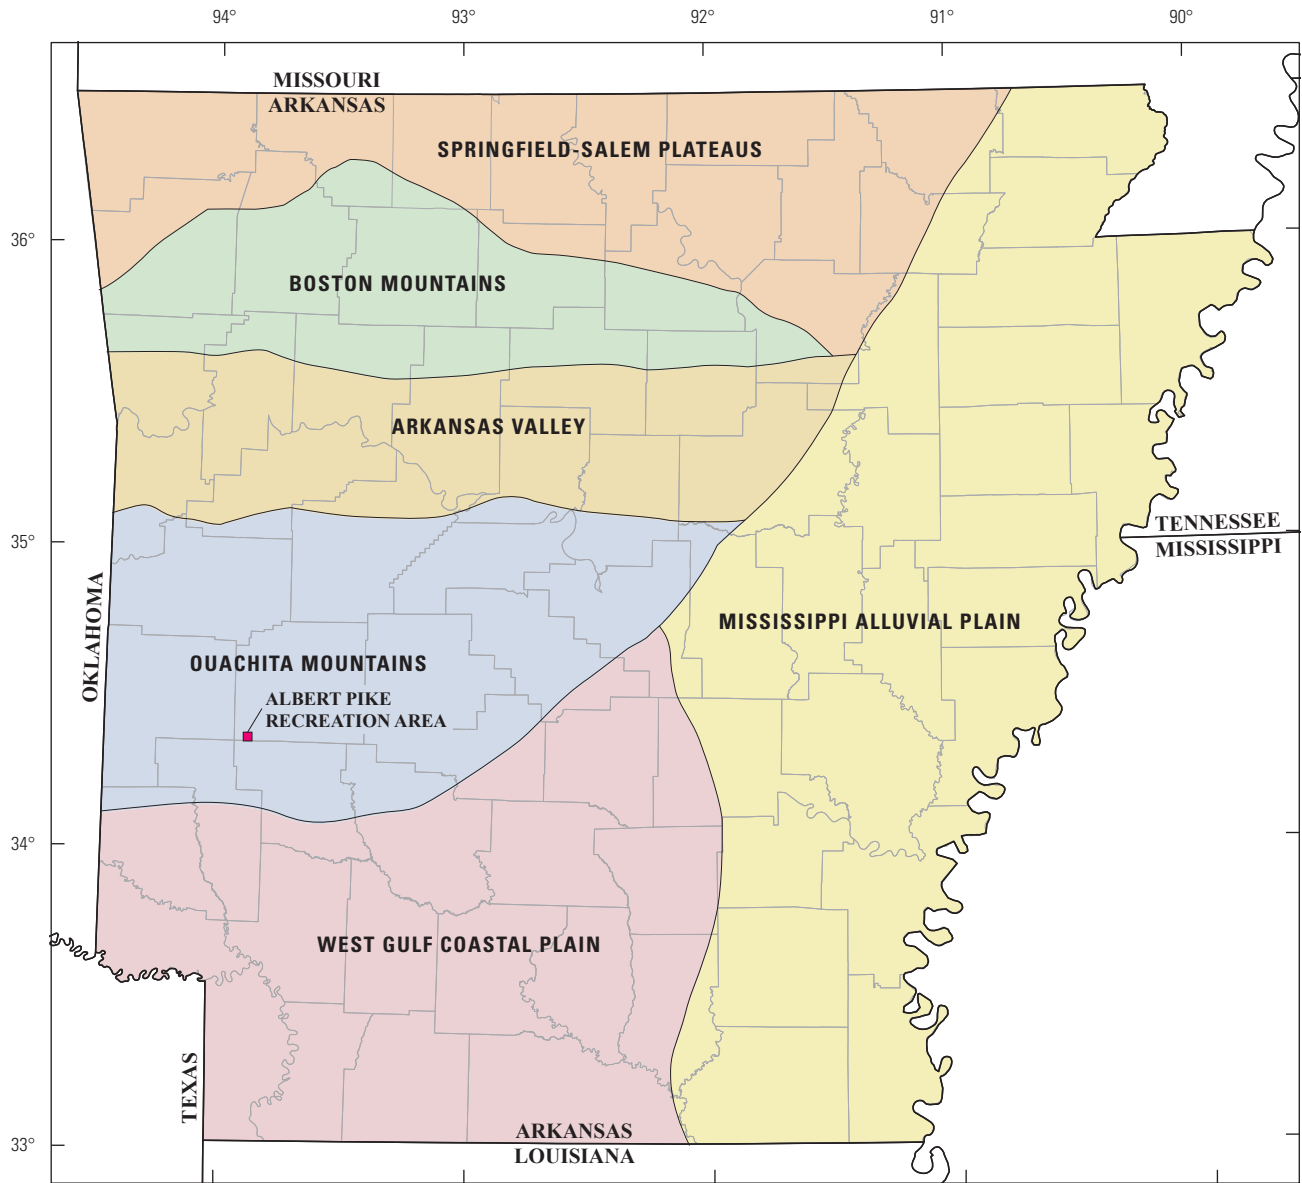 94°
93°
92°
91°
90°
MISSOURI
ARKANSAS
SPRINGFIELD-SALEM PLATEAUS
36°
BOSTON MOUNTAINS
ARKANSAS VALLEY
35°
TENNESSEE
MISSISSIPPI
OKLAHOMA
MISSISSIPPI ALLUVIAL PLAIN
OUACHITA MOUNTAINS
ALBERT PIKE
RECREATION AREA
34°
WEST GULF COASTAL PLAIN
TEXAS
33°
ARKANSAS
LOUISIANA